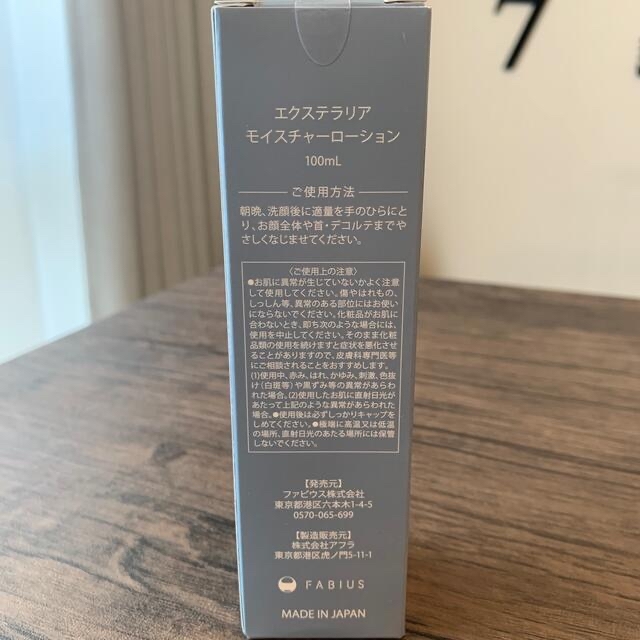 7
エクステラリア
モイスチャーローション
100mL
ご使用方法
朝晩、洗顔後に適量を手のひらにと
り、お顔全体や首・デコルテまでや
さしくなじませてください。
〈ご使用上の注意〉
●お肌に異常が生じていないかよく注意
して使用してください。傷やはれもの、
しっしん等、異常のある部位にはお使い
にならないでください。化粧品がお肌に
合わないとき、即ち次のような場合には、
使用を中止してください。そのまま化粧
品類の使用を続けますと症状を悪化させ
ることがありますので、皮膚科専門医等
にご相談されることをおすすめします。
(1)使用中、赤み、はれ、かゆみ、刺激、色抜
け(白斑等)や黒ずみ等の異常があらわ
れた場合。(2)使用したお肌に直射日光が
あたって上記のような異常があらわれた
場合。●使用後は必ずしっかりキャップを
しめてください。●極端に高温又は低温
の場所、直射日光のあたる場所には保管
しないでください。
【発売元】
ファビウス株式会社
東京都港区六本木1-4-5
0570-065-699
【製造販売元】
株式会社アフラ
東京都港区虎ノ門5-11-1
FABIUS
MADE IN JAPAN